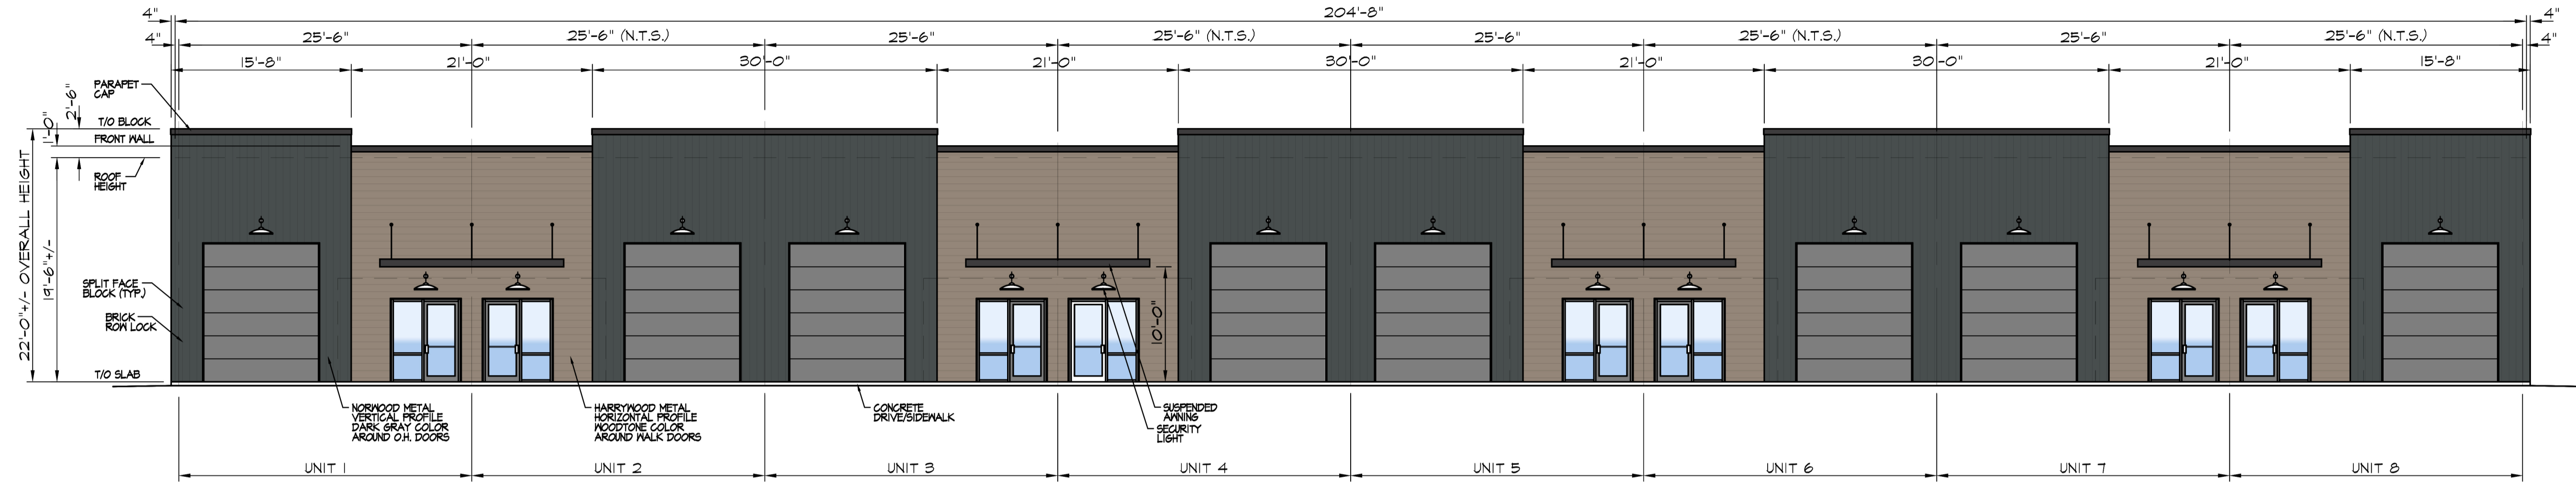 4" 204'-8" 4"
4" 25'-6" 25'-6" (N.T.S.) 25'-6" 25'-6" (N.T.S.) 25'-6" 25'-6" (N.T.S.) 25'-6" 25'-6" (N.T.S.) 4"
15'-8" 21'-0" 30'-0" 21'-0" 30'-0" 21'-0" 30'-0" 21'-0" 15'-8"
PARAPET
CAP
2'-6"
1'-0"
T/O BLOCK
FRONT WALL
ROOF
HEIGHT
22'-0"+/- OVERALL HEIGHT
19'-6"+/-
SPLIT FACE
BLOCK (TYP.)
BRICK
ROW LOCK
10'-0"
T/O SLAB
NORWOOD METAL
VERTICAL PROFILE
DARK GRAY COLOR
AROUND O.H. DOORS
HARRYWOOD METAL
HORIZONTAL PROFILE
WOODTONE COLOR
AROUND WALK DOORS
CONCRETE
DRIVE/SIDEWALK
SUSPENDED
AWNING
SECURITY
LIGHT
UNIT 1 UNIT 2 UNIT 3 UNIT 4 UNIT 5 UNIT 6 UNIT 7 UNIT 8